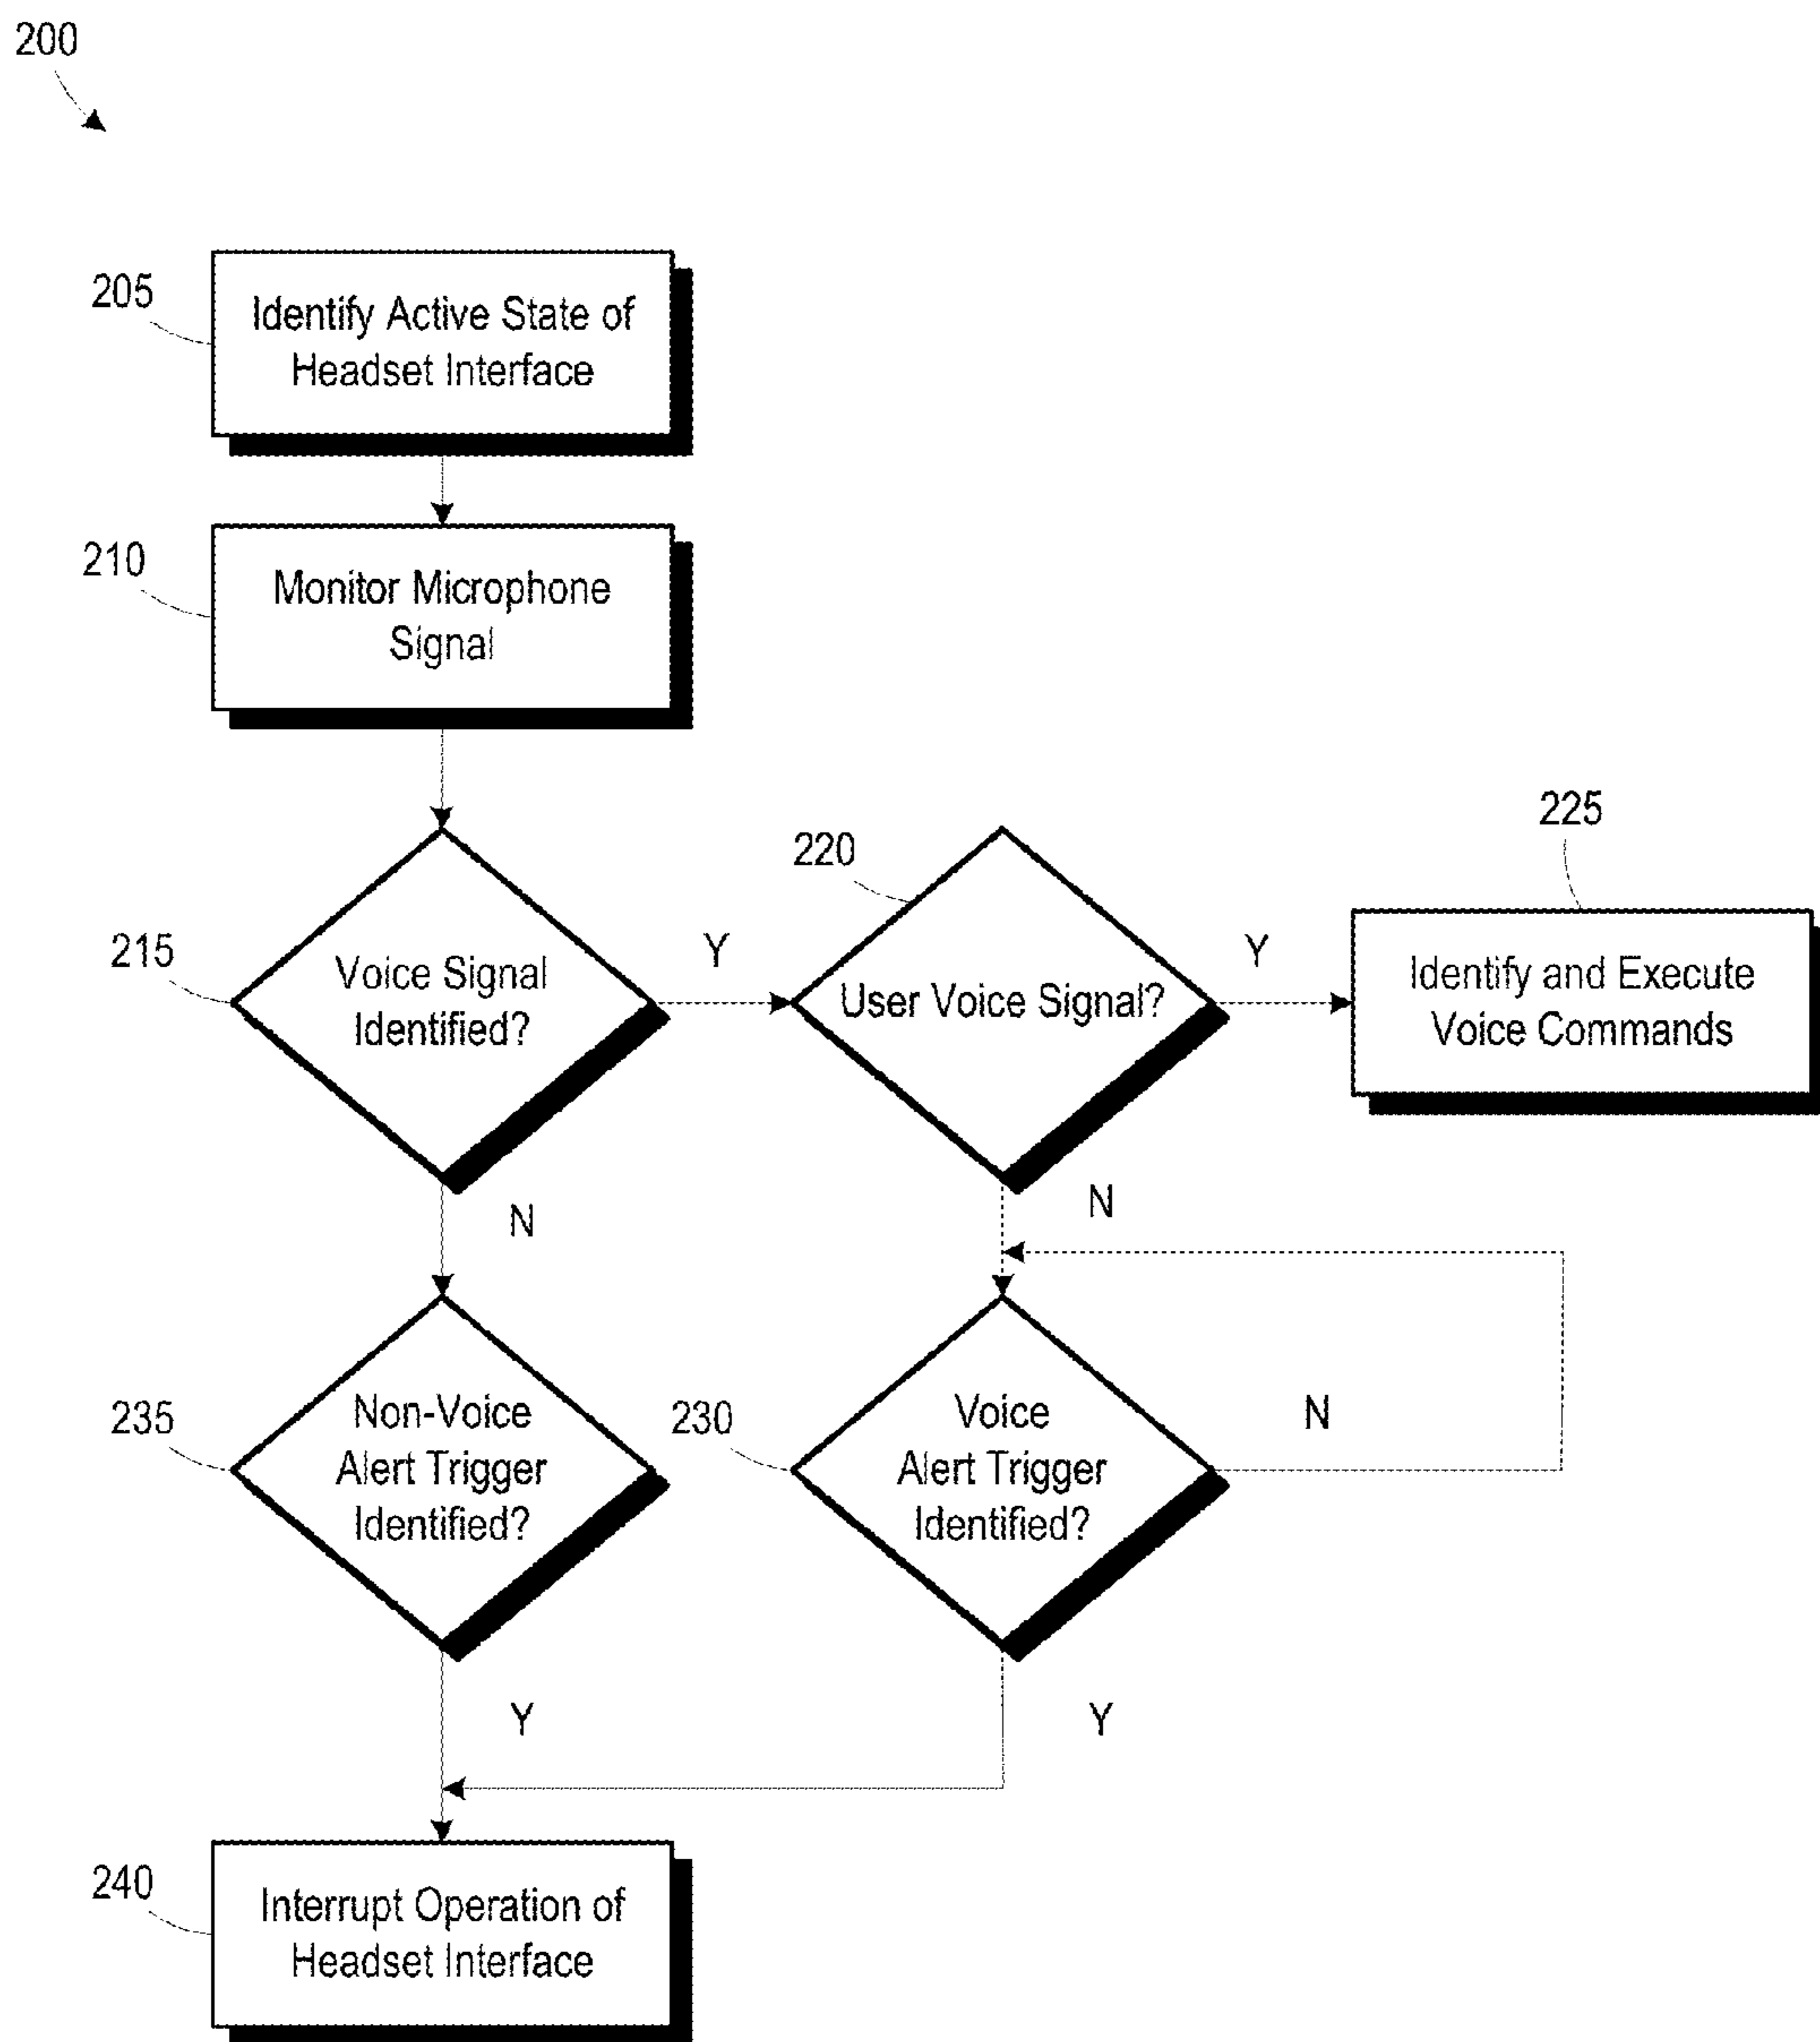 200
205
Identify Active State of
Headset Interface
210
Monitor Microphone
Signal
215
Voice Signal
Identified?
Y
220
User Voice Signal?
Y
225
Identify and Execute
Voice Commands
N
N
235
Non-Voice
Alert Trigger
Identified?
230
Voice
Alert Trigger
Identified?
N
Y
Y
240
Interrupt Operation of
Headset Interface